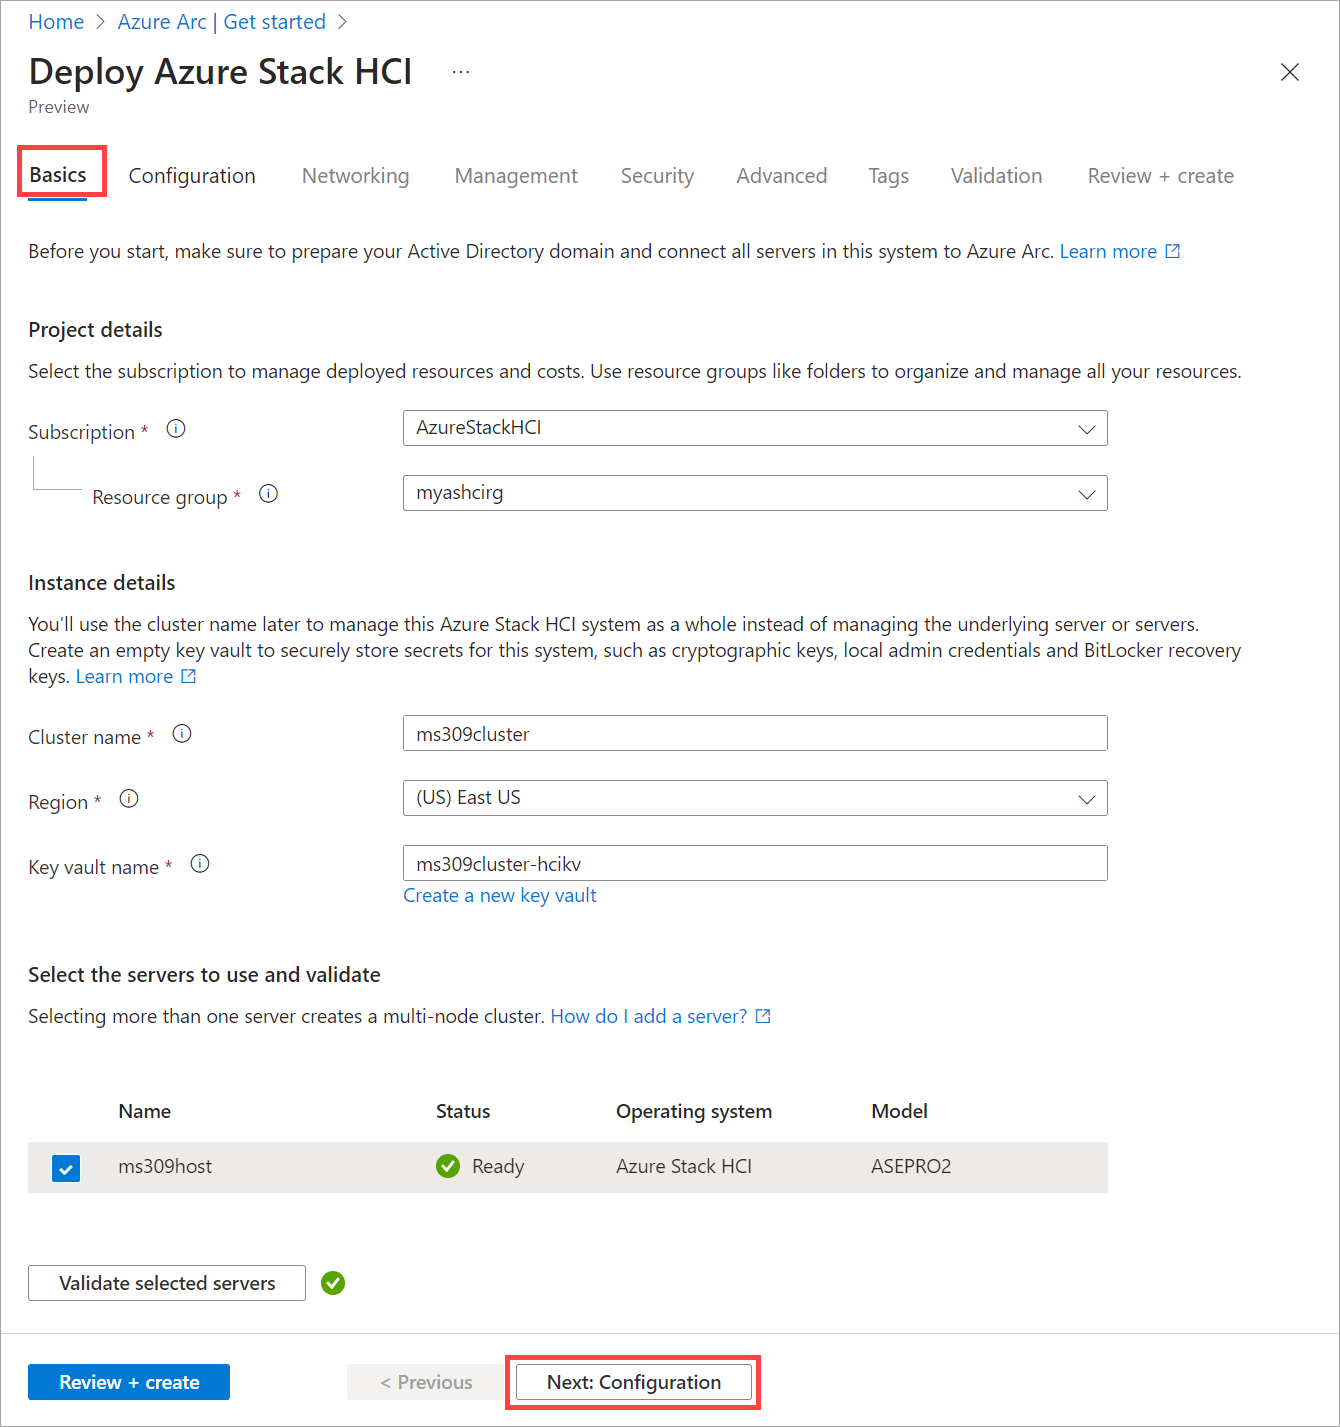 Home > Azure Arc | Get started >
Deploy Azure Stack HCI ...
Preview
Basics Configuration Networking Management Security Advanced Tags Validation Review + create
Before you start, make sure to prepare your Active Directory domain and connect all servers in this system to Azure Arc. Learn more
Project details
Select the subscription to manage deployed resources and costs. Use resource groups like folders to organize and manage all your resources.
Subscription * AzureStackHCI
Resource group * myashcirg
Instance details
You'll use the cluster name later to manage this Azure Stack HCI system as a whole instead of managing the underlying server or servers.
Create an empty key vault to securely store secrets for this system, such as cryptographic keys, local admin credentials and BitLocker recovery
keys. Learn more
Cluster name * ms309cluster
Region * (US) East US
Key vault name * ms309cluster-hcikv
Create a new key vault
Select the servers to use and validate
Selecting more than one server creates a multi-node cluster. How do I add a server?
Name Status Operating system Model
ms309host Ready Azure Stack HCI ASEPRO2
Validate selected servers
Review + create < Previous Next: Configuration